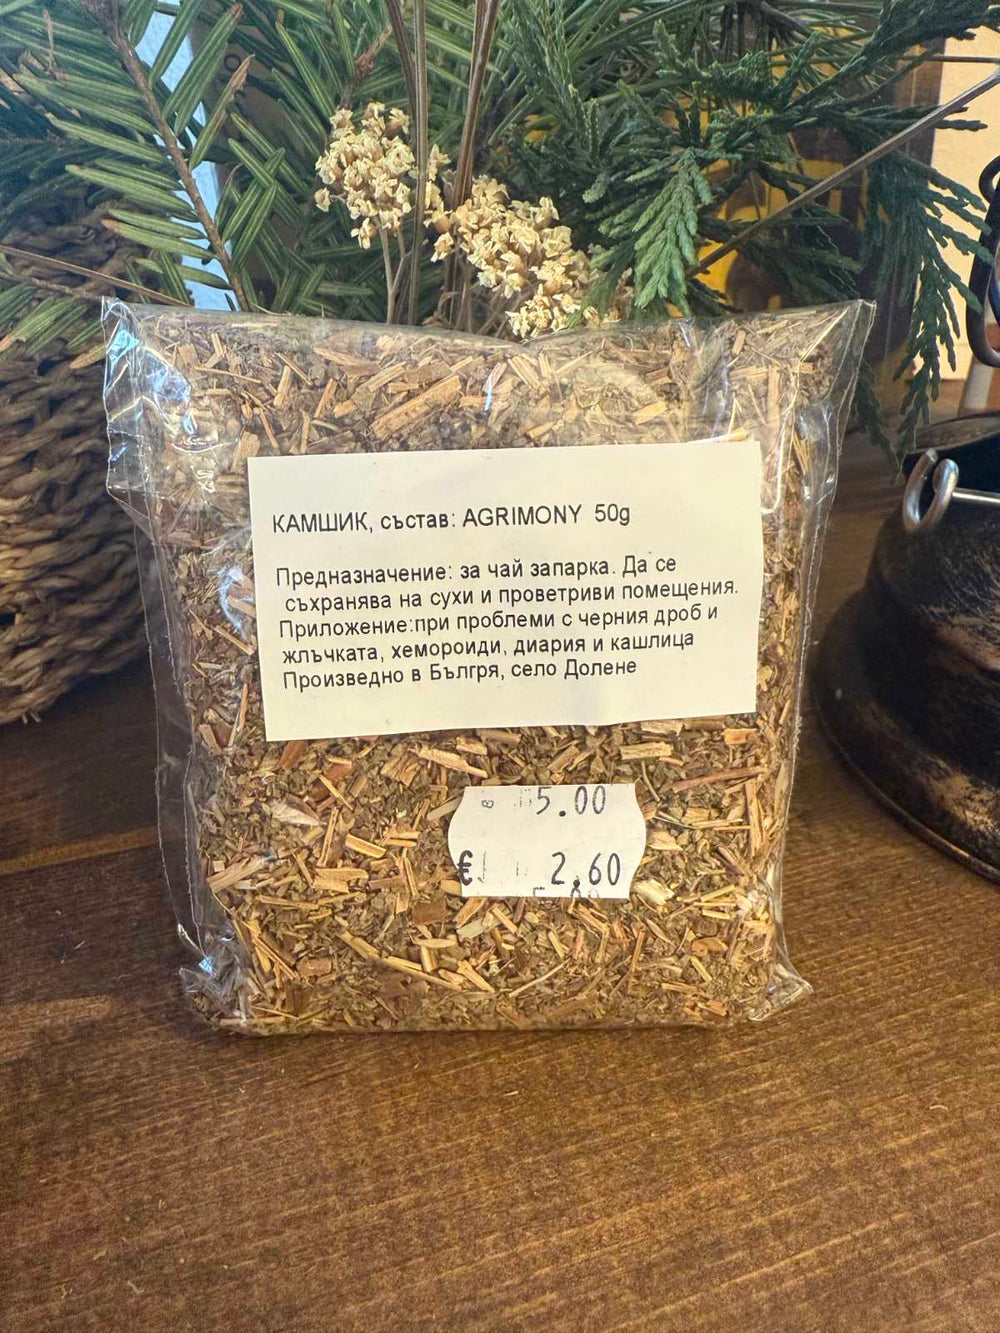 КАМШИК, състав: AGRIMONY 50g
Предназначение: за чай запарка. Да се
съхранява на сухи и проветриви помещения.
Приложение:при проблеми с черния дроб и
жлъчката, хемороиди, диария и кашлица
Произведно в Бългря, село Долене
5.00
€ 2.60